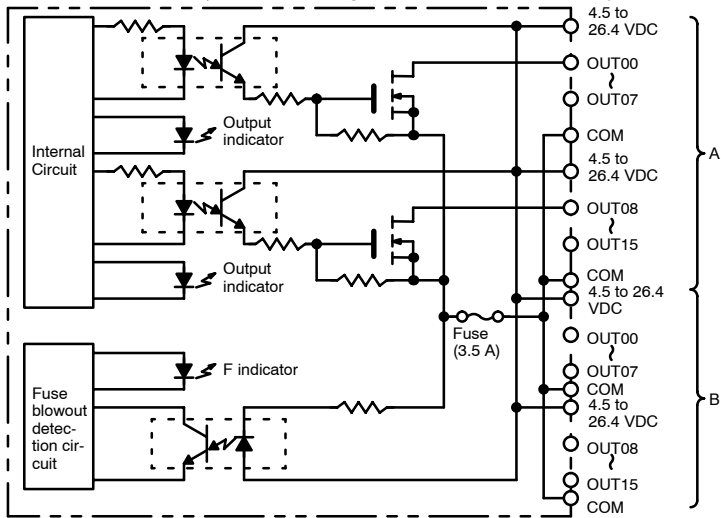 4.5 to
26.4 VDC
OUT00
OUT07
COM
4.5 to
26.4 VDC
OUT08
OUT15
COM
4.5 to 26.4
VDC
OUT00
OUT07
COM
4.5 to
26.4 VDC
OUT08
OUT15
COM
A
B
Internal
Circuit
Output
indicator
Output
indicator
Fuse
(3.5 A)
F indicator
Fuse
blowout
detec-
tion cir-
cuit